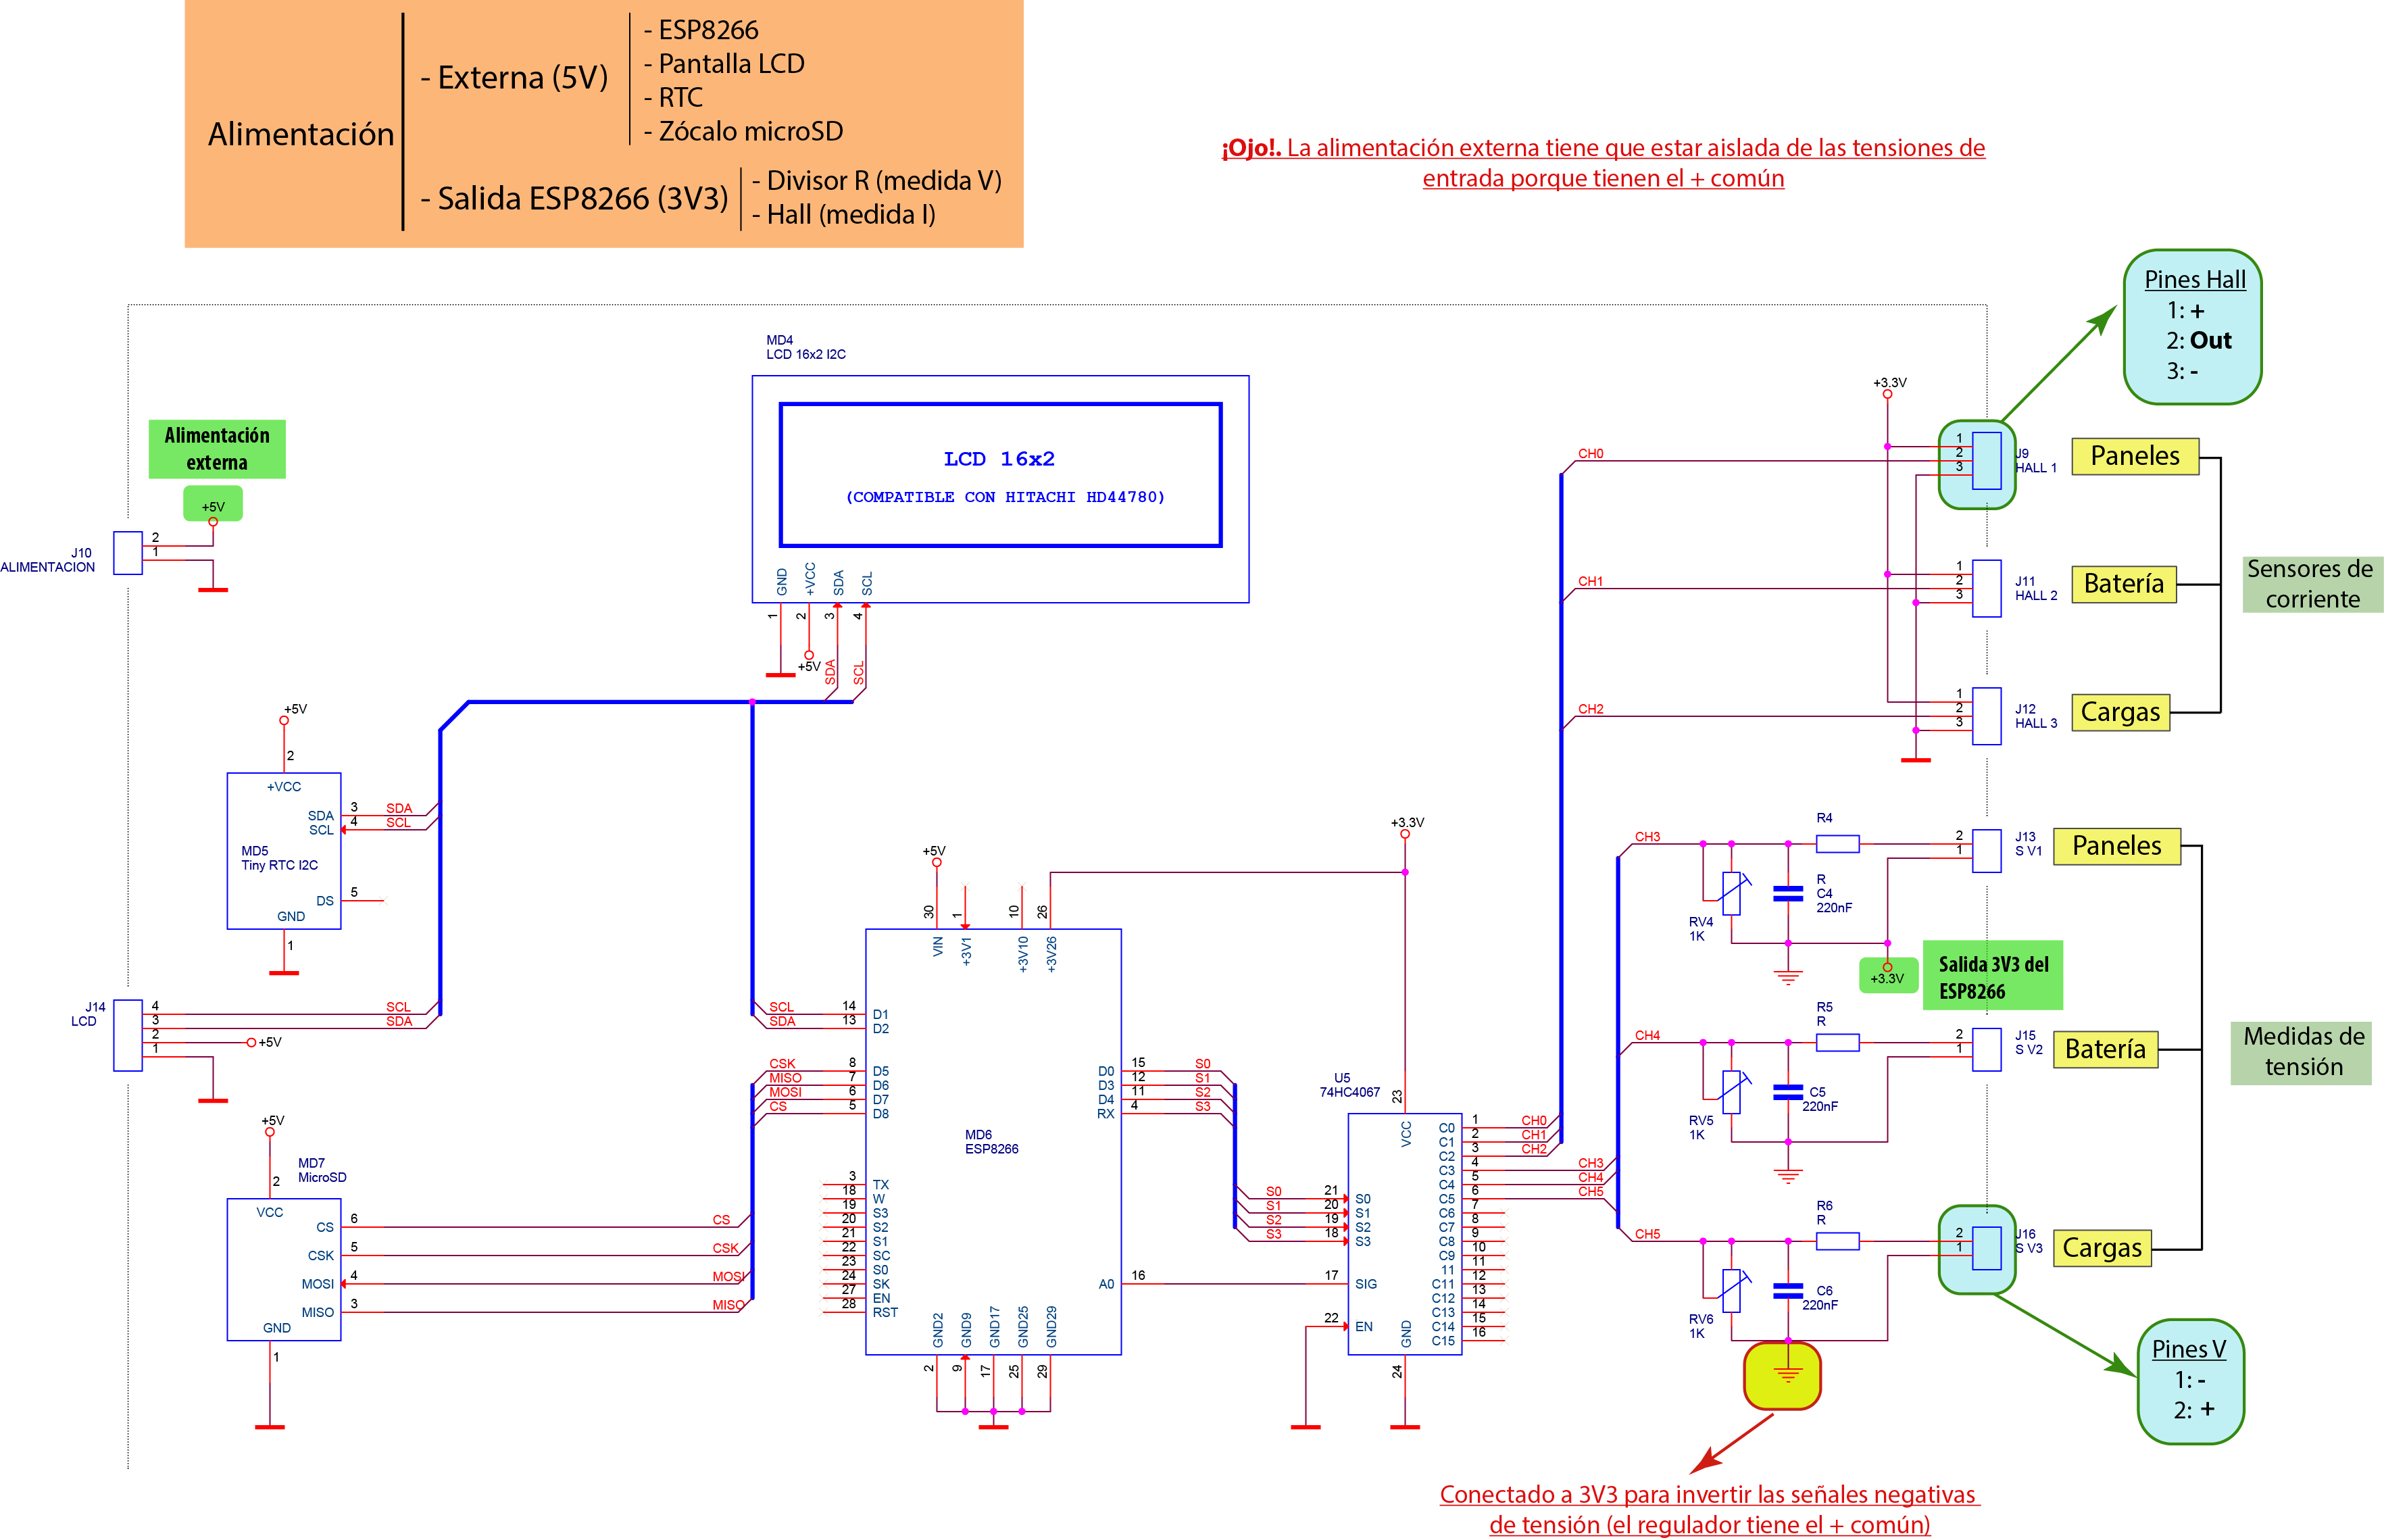 Alimentación
- Externa (5V)
- ESP8266
- Pantalla LCD
- RTC
- Zócalo microSD
- Salida ESP8266 (3V3)
- Divisor R (medida V)
- Hall (medida I)
¡Ojo!. La alimentación externa tiene que estar aislada de las tensiones de
entrada porque tienen el + común
Pines Hall
1: +
2: Out
3: -
MD4
LCD 16x2 I2C
LCD 16x2
(COMPATIBLE CON HITACHI HD44780)
GND
+VCC
SDA
SCL
1
2
3
4
+5V
SDA
SCL
Alimentación
externa
+5V
J10
ALIMENTACION
2
1
+3.3V
CH0
1
2
3
J9
HALL 1
Paneles
CH1
1
2
3
J11
HALL 2
Batería
Sensores de
corriente
CH2
1
2
3
J12
HALL 3
Cargas
+5V
2
+VCC
SDA
SCL
3
4
SDA
SCL
MD5
Tiny RTC I2C
DS
5
GND
1
J14
LCD
4
3
2
1
SCL
SDA
+5V
+5V
2
MD7
MicroSD
VCC
CS
CSK
MOSI
MISO
6
5
4
3
GND
1
CS
CSK
MOSI
MISO
+5V
30
1
10
26
VIN
+3V1
+3V10
+3V26
SCL
SDA
14
13
D1
D2
CSK
MISO
MOSI
CS
8
7
6
5
D5
D6
D7
D8
MD6
ESP8266
3
18
19
20
21
22
23
24
27
28
TX
W
S3
S2
S1
SC
S0
SK
EN
RST
D0
D3
D4
RX
15
12
11
4
S0
S1
S2
S3
A0
16
GND2
GND9
GND17
GND25
GND29
2
9
17
25
29
+3.3V
U5
74HC4067
23
VCC
S0
S1
S2
S3
21
20
19
18
S0
S1
S2
S3
17
SIG
22
EN
GND
24
C0
C1
C2
C3
C4
C5
C6
C7
C8
C9
11
C11
C12
C13
C14
C15
1
2
3
4
5
6
7
8
9
10
11
12
13
14
15
16
CH0
CH1
CH2
CH3
CH4
CH5
CH3
R4
R
C4
220nF
RV4
1K
2
1
J13
S V1
Paneles
+3.3V
Salida 3V3 del
ESP8266
CH4
R5
R
C5
220nF
RV5
1K
2
1
J15
S V2
Batería
Medidas de
tensión
CH5
R6
R
C6
220nF
RV6
1K
2
1
J16
S V3
Cargas
Pines V
1: -
2: +
Conectado a 3V3 para invertir las señales negativas
de tensión (el regulador tiene el + común)